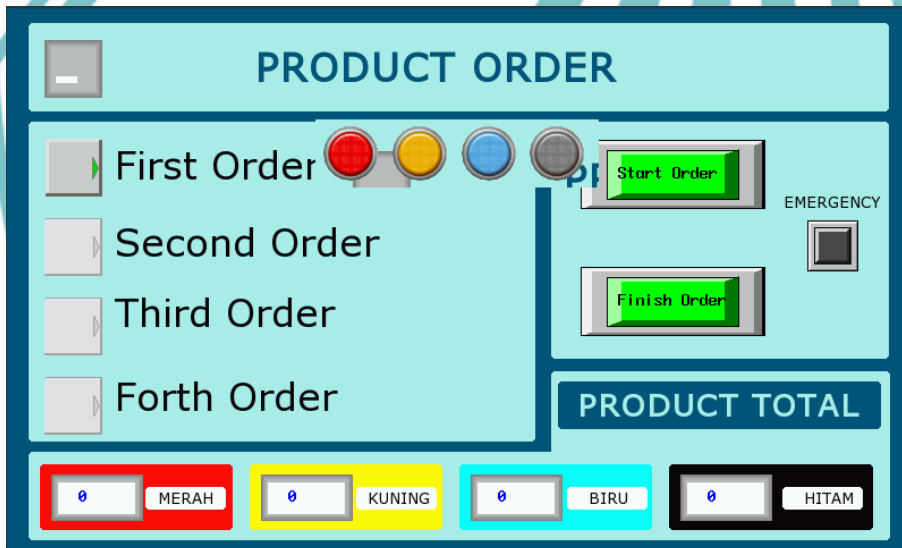 PRODUCT ORDER
First Order
Second Order
Third Order
Forth Order
Start Order
EMERGENCY
Finish Order
PRODUCT TOTAL
0 MERAH
0 KUNING
0 BIRU
0 HITAM